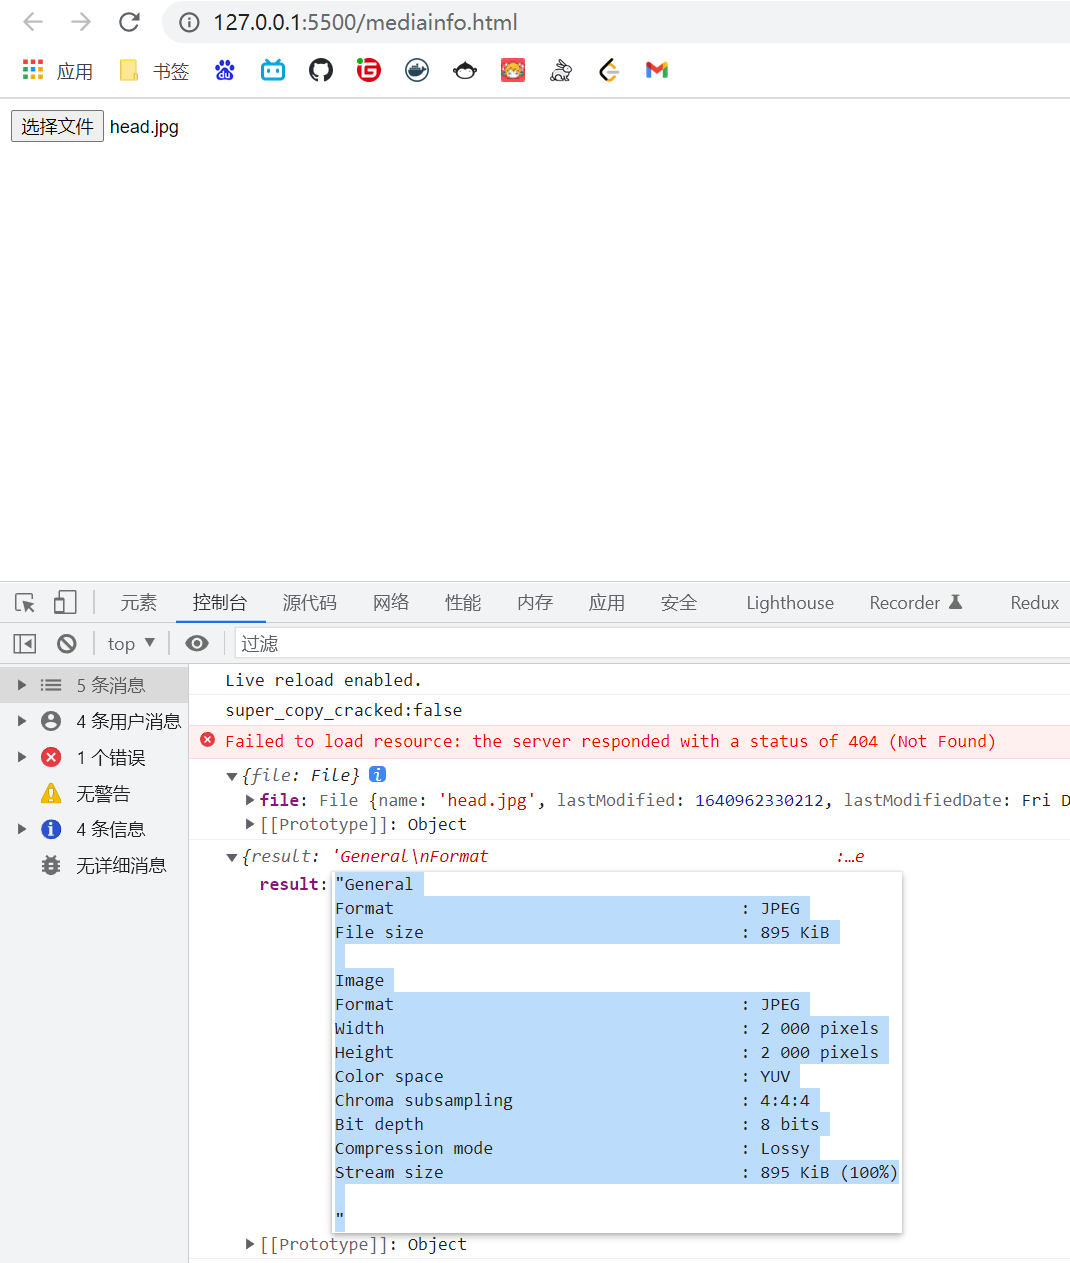 127.0.0.1:5500/mediainfo.html
应用 书签 du
选择文件 head.jpg
元素 控制台 源代码 网络 性能 内存 应用 安全 Lighthouse Recorder Redux
top 过滤
5 条消息
4 条用户消息
1 个错误
无警告
4 条信息
无详细消息
Live reload enabled.
super_copy_cracked:false
Failed to load resource: the server responded with a status of 404 (Not Found)
{file: File}
file: File {name: 'head.jpg', lastModified: 1640962330212, lastModifiedDate: Fri D
[[Prototype]]: Object
{result: 'General\nFormat :…e
result: "General
Format : JPEG
File size : 895 KiB
Image
Format : JPEG
Width : 2 000 pixels
Height : 2 000 pixels
Color space : YUV
Chroma subsampling : 4:4:4
Bit depth : 8 bits
Compression mode : Lossy
Stream size : 895 KiB (100%)
"
[[Prototype]]: Object